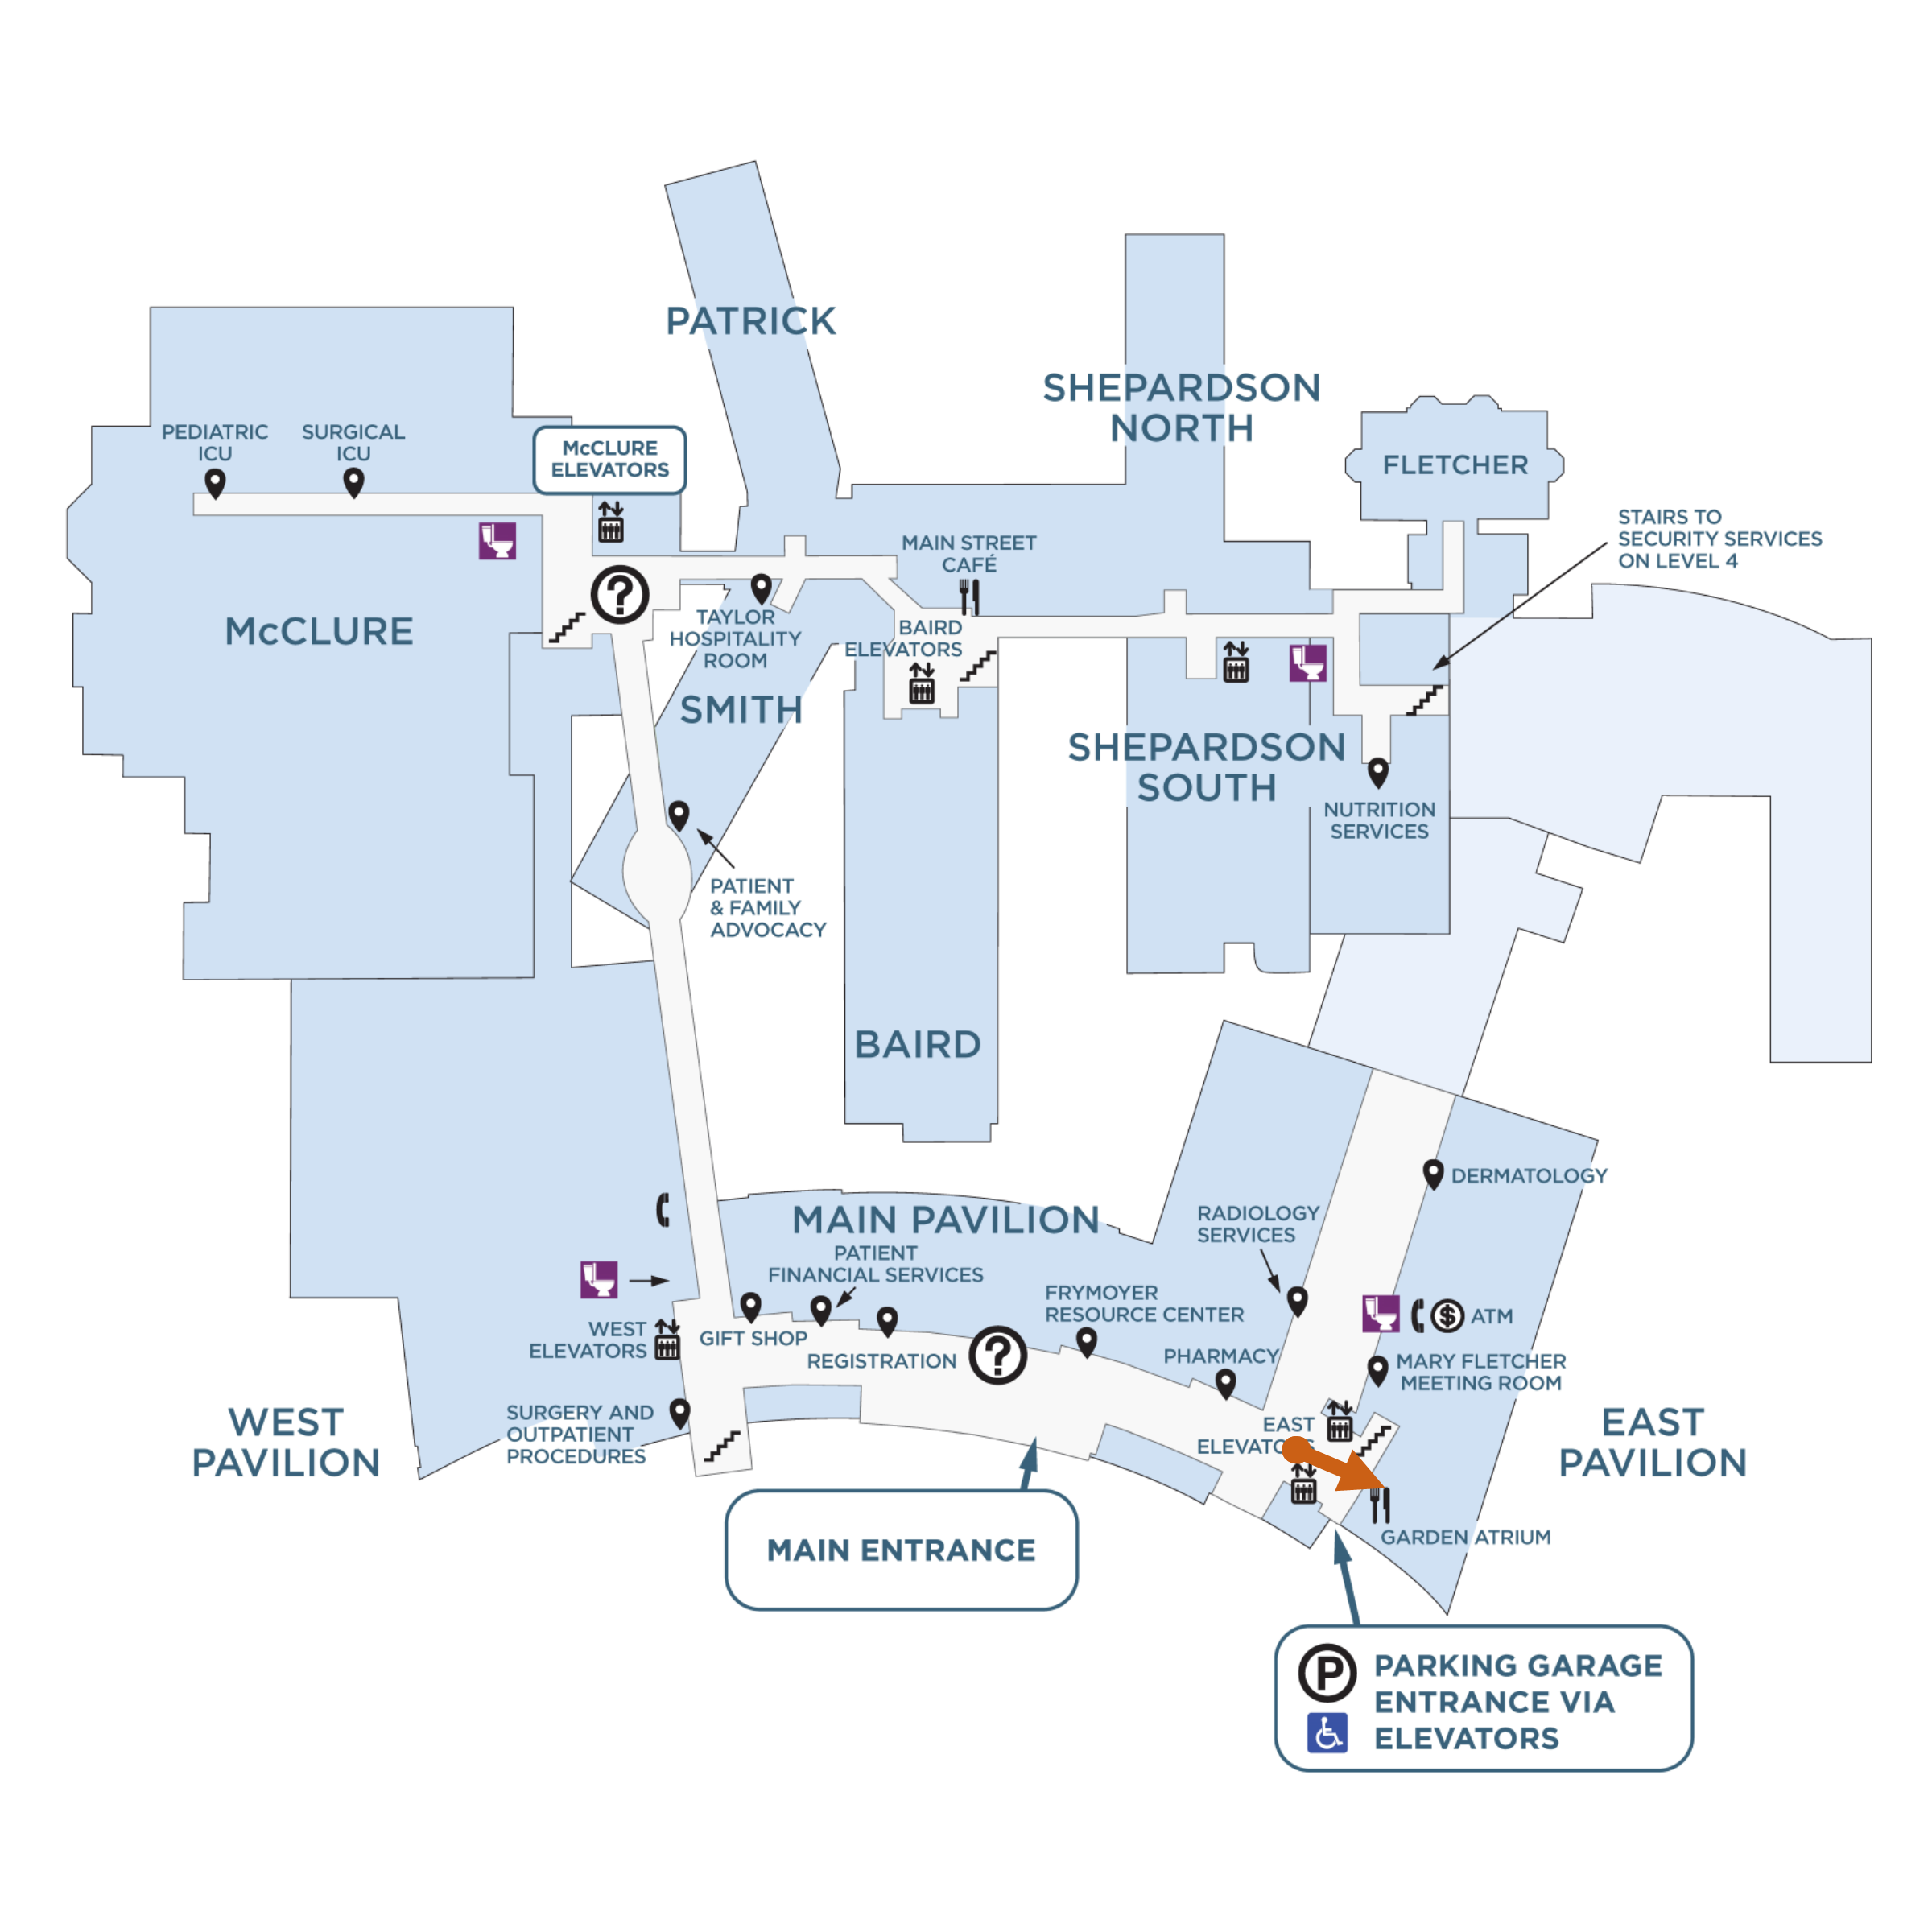 PATRICK
SHEPARDSON
NORTH
FLETCHER
PEDIATRIC
ICU
SURGICAL
ICU
McCLURE
ELEVATORS
STAIRS TO
SECURITY SERVICES
ON LEVEL 4
MAIN STREET
CAFÉ
?
McCLURE
TAYLOR
HOSPITALITY
ROOM
BAIRD
ELEVATORS
SMITH
SHEPARDSON
SOUTH
NUTRITION
SERVICES
PATIENT
& FAMILY
ADVOCACY
BAIRD
DERMATOLOGY
MAIN PAVILION
RADIOLOGY
SERVICES
PATIENT
FINANCIAL SERVICES
FRYMOYER
RESOURCE CENTER
$ ATM
WEST
ELEVATORS
GIFT SHOP
REGISTRATION
?
PHARMACY
MARY FLETCHER
MEETING ROOM
SURGERY AND
OUTPATIENT
PROCEDURES
WEST
PAVILION
EAST
ELEVATORS
EAST
PAVILION
GARDEN ATRIUM
MAIN ENTRANCE
P
PARKING GARAGE
ENTRANCE VIA
ELEVATORS